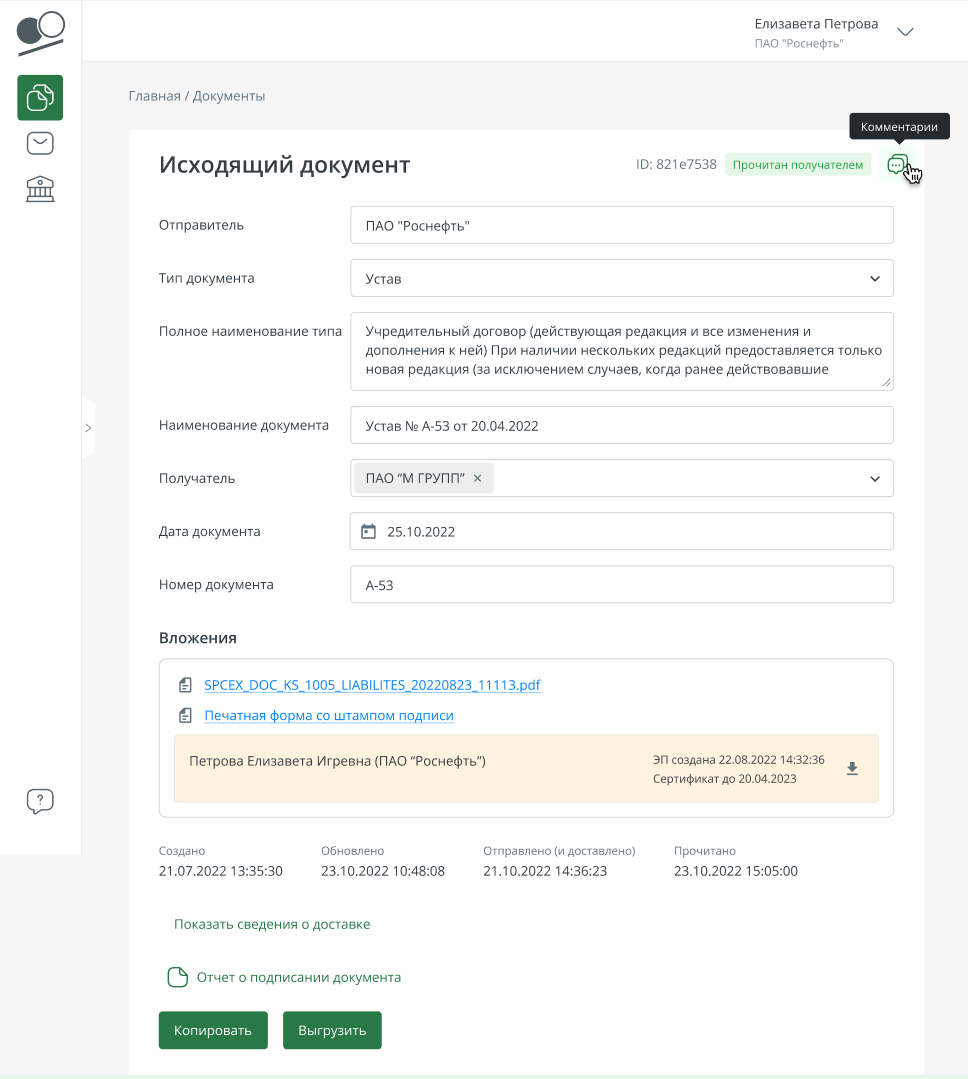 Елизавета Петрова
ПАО "Роснефть"
Главная / Документы
Комментарии
Исходящий документ
ID: 821e7538
Прочитан получателем
Отправитель
ПАО "Роснефть"
Тип документа
Устав
Полное наименование типа
Учредительный договор (действующая редакция и все изменения и
дополнения к ней) При наличии нескольких редакций предоставляется только
новая редакция (за исключением случаев, когда ранее действовавшие
Наименование документа
Устав № А-53 от 20.04.2022
Получатель
ПАО “М ГРУПП” ×
Дата документа
25.10.2022
Номер документа
А-53
Вложения
SPCEX_DOC_KS_1005_LIABILITES_20220823_11113.pdf
Печатная форма со штампом подписи
Петрова Елизавета Игревна (ПАО “Роснефть”)
ЭП создана 22.08.2022 14:32:36
Сертификат до 20.04.2023
Создано
21.07.2022 13:35:30
Обновлено
23.10.2022 10:48:08
Отправлено (и доставлено)
21.10.2022 14:36:23
Прочитано
23.10.2022 15:05:00
Показать сведения о доставке
Отчет о подписании документа
Копировать
Выгрузить